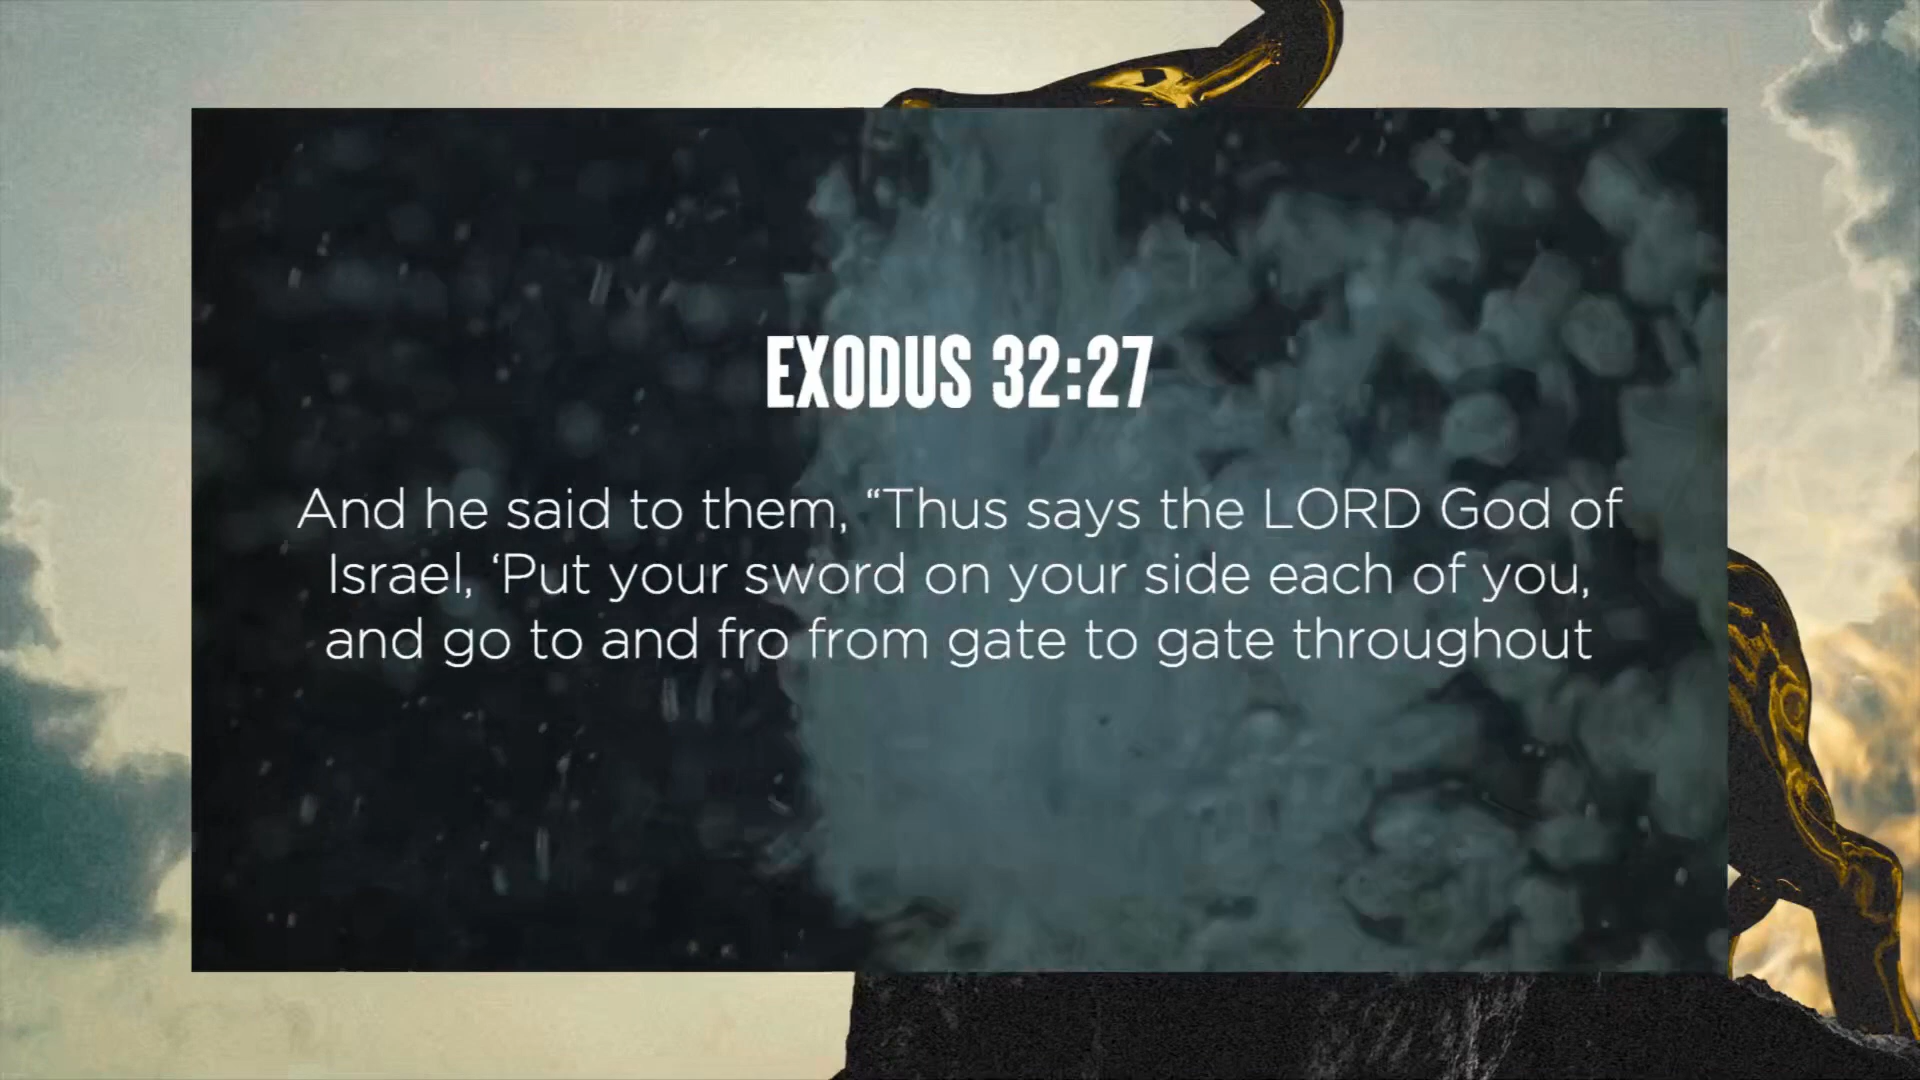 EXODUS 32:27
And he said to them, “Thus says the LORD God of
Israel, ‘Put your sword on your side each of you,
and go to and fro from gate to gate throughout